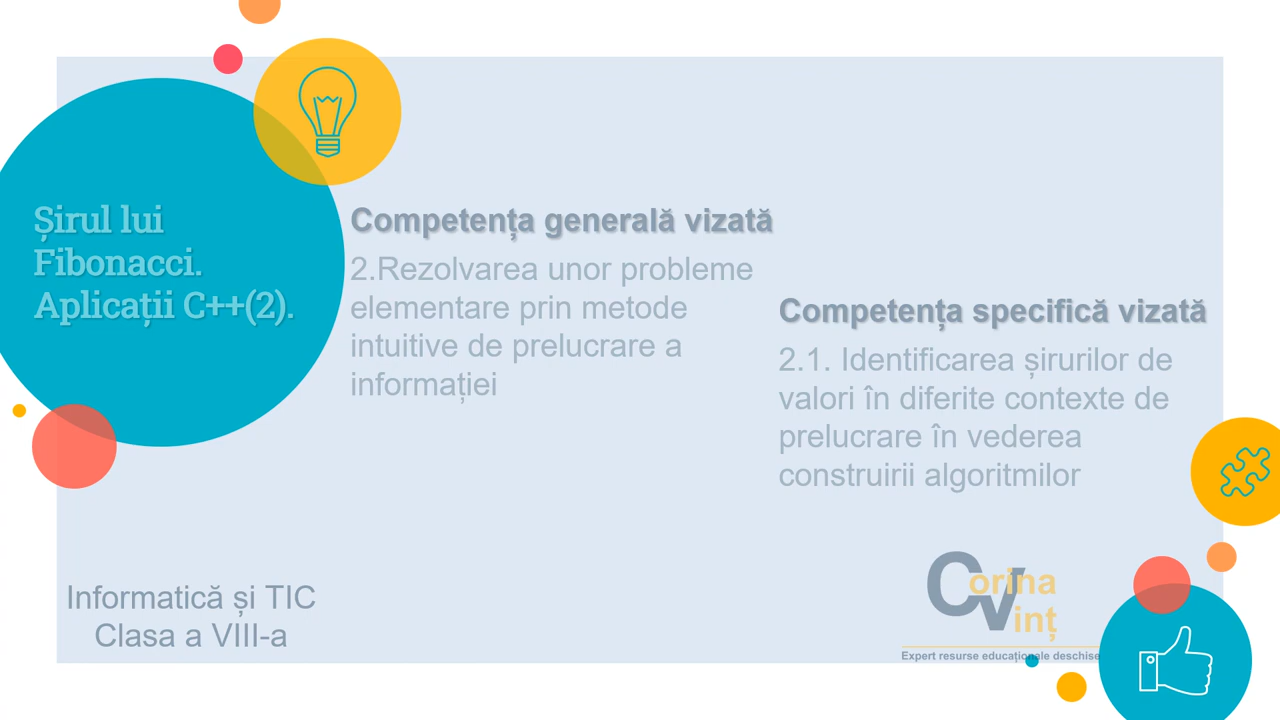 Șirul lui
Fibonacci.
Aplicații C++(2).
Competența generală vizată
2.Rezolvarea unor probleme
elementare prin metode
intuitive de prelucrare a
informației
Competența specifică vizată
2.1. Identificarea șirurilor de
valori în diferite contexte de
prelucrare în vederea
construirii algoritmilor
Informatică și TIC
Clasa a VIII-a
Corina
Vinț
Expert resurse educaționale deschise